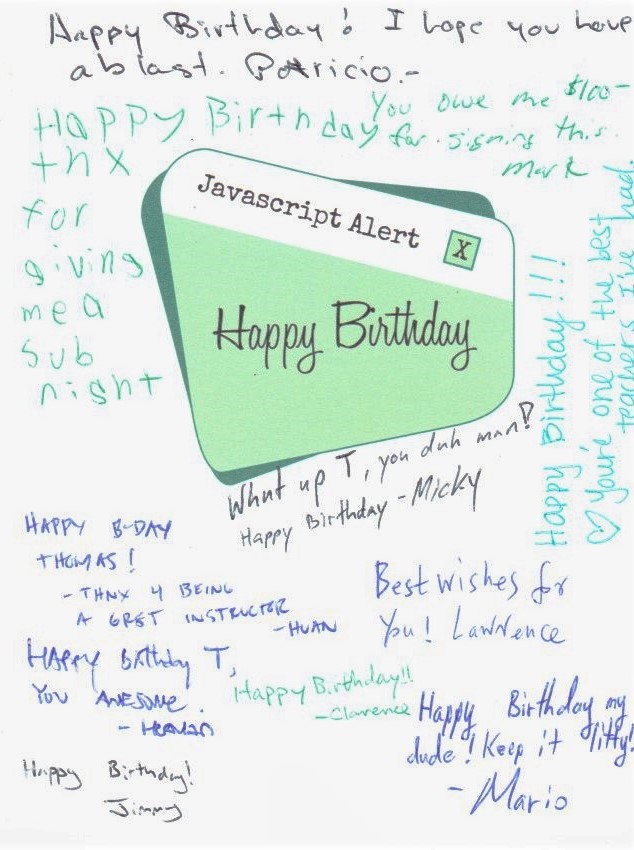 Happy Birthday! I hope you have
a blast. Patricio.-
You owe me $100-
for signing this.
Mark
Happy Birthday
thx
for
giving
me a
sub
night
Javascript Alert
X
Happy Birthday
Happy Birthday!!!
♡ You're one of the best
teachers I've had.
What up T, you duh man!
Happy Birthday - Micky
HAPPY B-DAY
THOMAS!
- THNX 4 BEING
A GR8T INSTRUCTOR
- HUAN
Best wishes for
You! Lawrence
HAPPY Birthday T,
YOU AWESOME.
- HERMAN
Happy Birthday!!
- Clarence
Happy Birthday my
dude! Keep it litty!
- Mario
Happy Birthday!
Jimmy